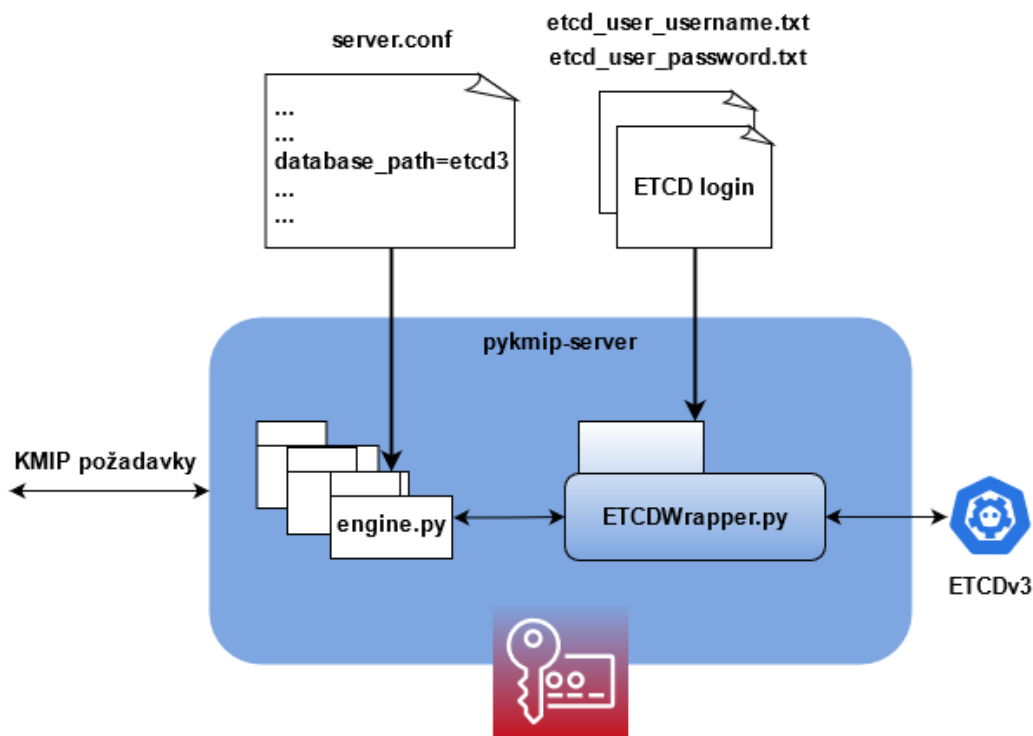 server.conf
...
...
database_path=etcd3
...
...
etcd_user_username.txt
etcd_user_password.txt
ETCD login
pykmip-server
KMIP požadavky
engine.py
ETCDWrapper.py
ETCDv3